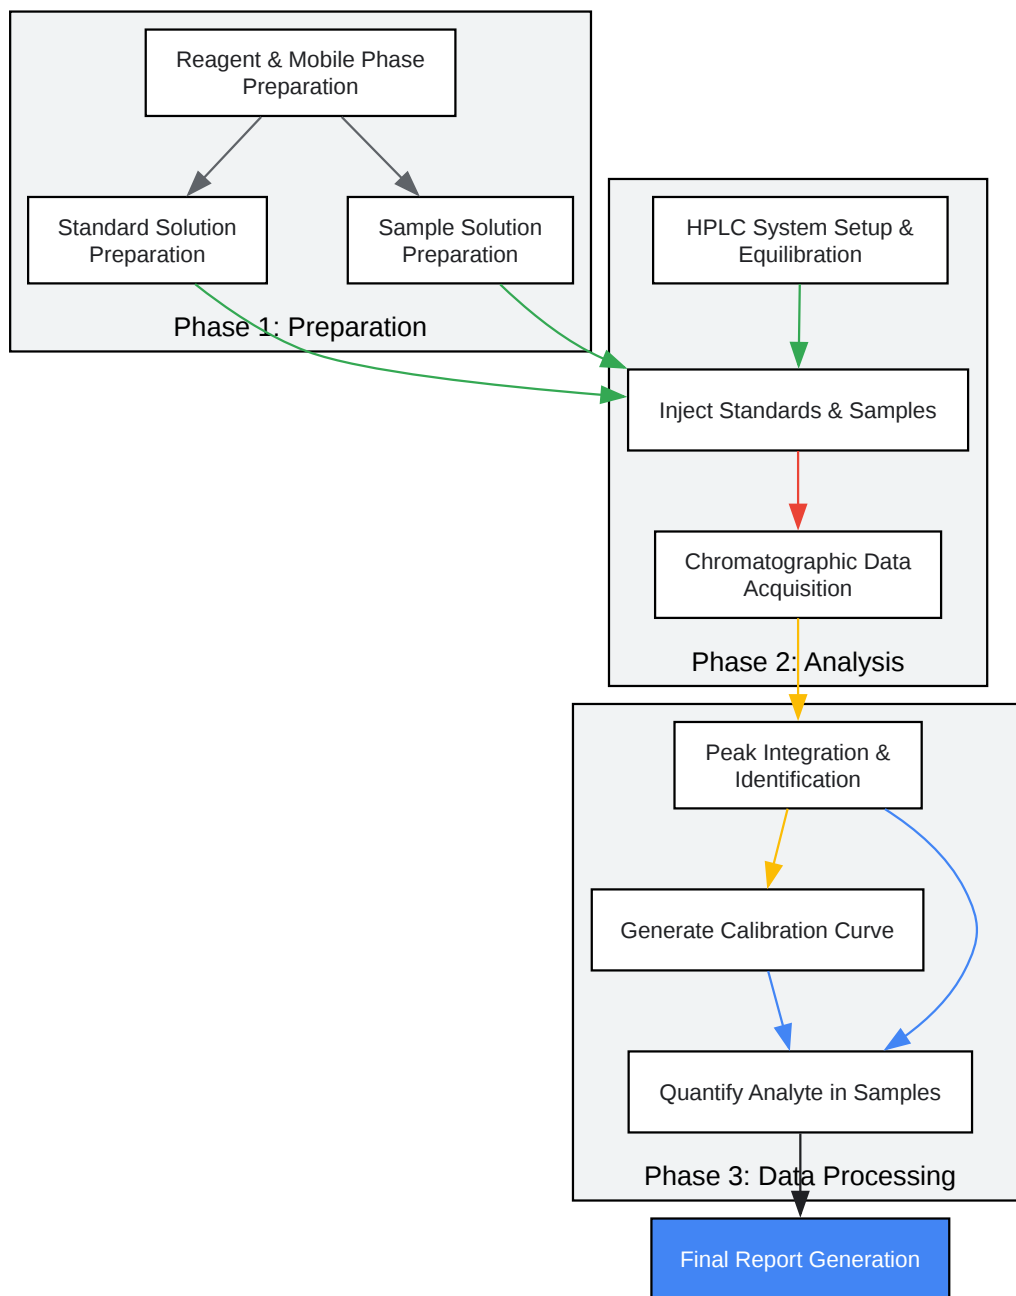 Reagent & Mobile Phase
Preparation
Standard Solution
Preparation
Sample Solution
Preparation
Phase 1: Preparation
HPLC System Setup &
Equilibration
Inject Standards & Samples
Chromatographic Data
Acquisition
Phase 2: Analysis
Peak Integration &
Identification
Generate Calibration Curve
Quantify Analyte in Samples
Phase 3: Data Processing
Final Report Generation